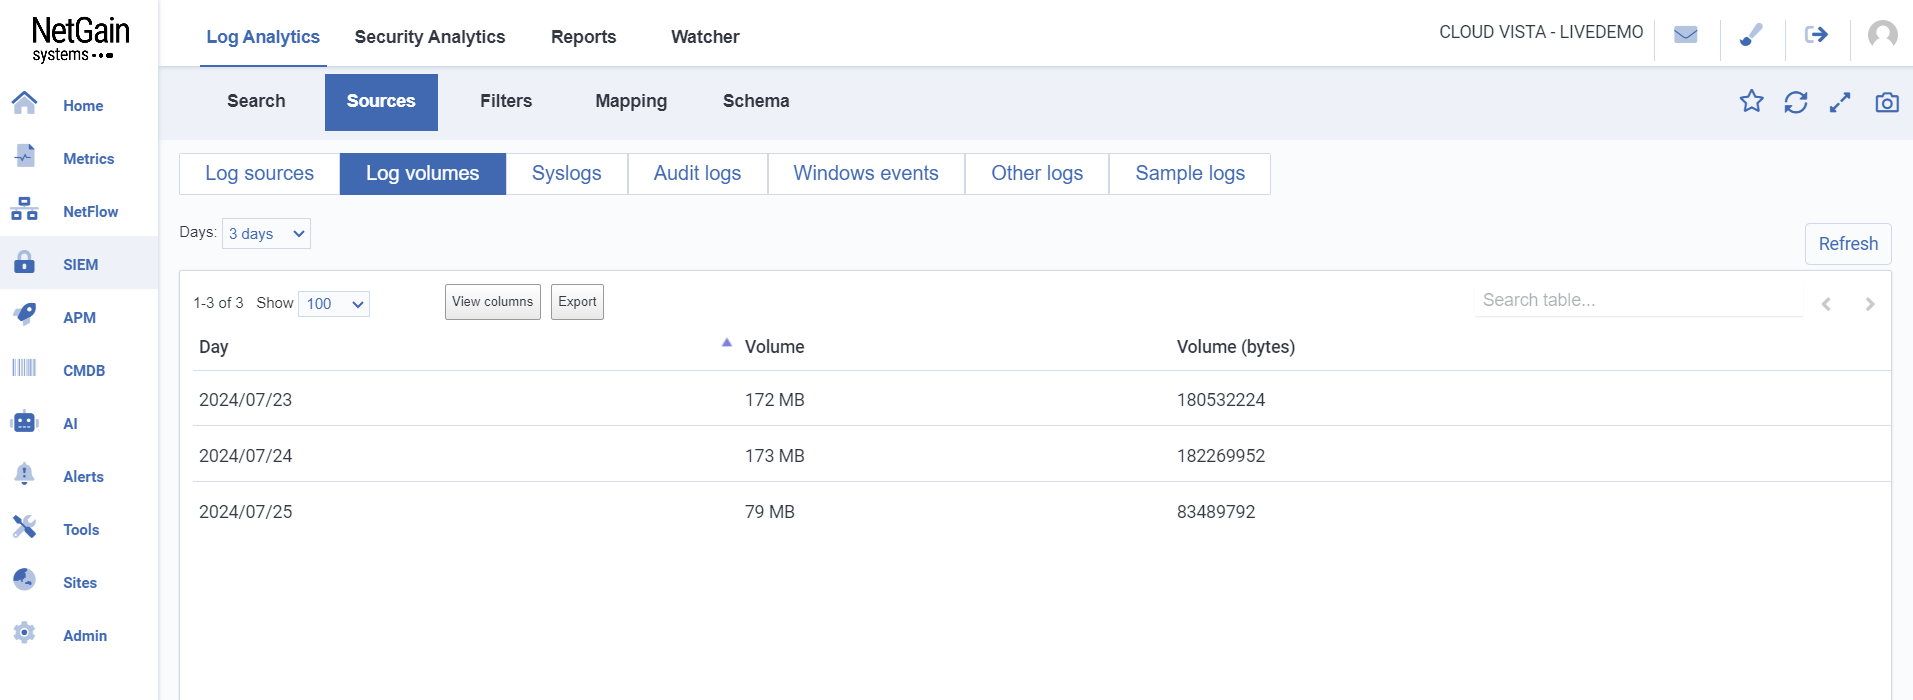 NetGain
systems
Home
Metrics
NetFlow
SIEM
APM
CMDB
AI
Alerts
Tools
Sites
Admin
Log Analytics Security Analytics Reports Watcher
CLOUD VISTA - LIVEDEMO
Search Sources Filters Mapping Schema
Log sources Log volumes Syslogs Audit logs Windows events Other logs Sample logs
Days: 3 days
Refresh
1-3 of 3 Show 100 View columns Export Search table...
Day Volume Volume (bytes)
2024/07/23 172 MB 180532224
2024/07/24 173 MB 182269952
2024/07/25 79 MB 83489792